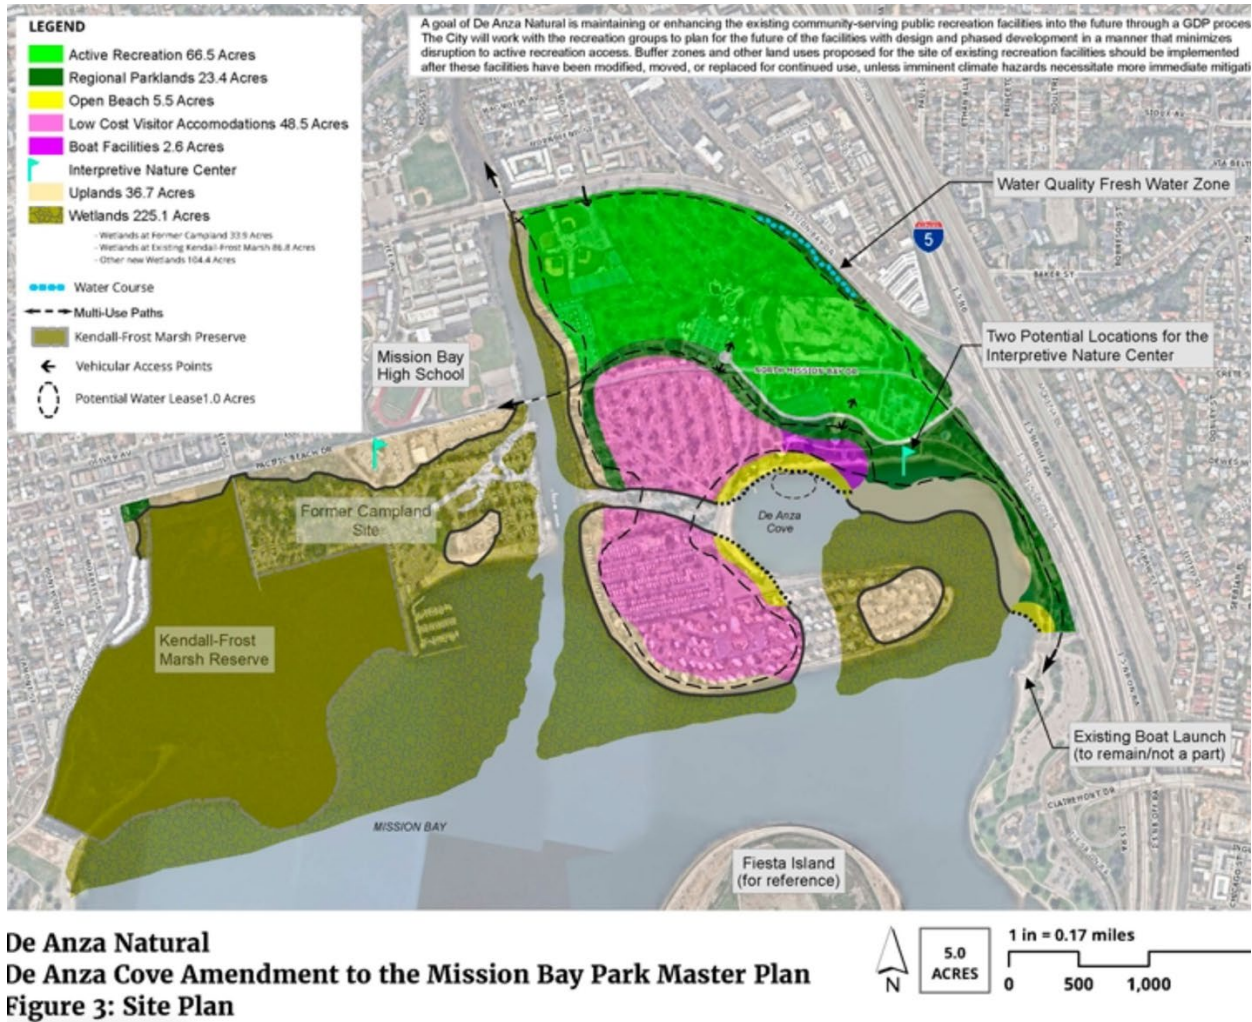 LEGEND
Active Recreation 66.5 Acres
Regional Parklands 23.4 Acres
Open Beach 5.5 Acres
Low Cost Visitor Accomodations 48.5 Acres
Boat Facilities 2.6 Acres
Interpretive Nature Center
Uplands 36.7 Acres
Wetlands 225.1 Acres
- Wetlands at Former Campland 33.9 Acres
- Wetlands at Existing Kendall-Frost Marsh 86.8 Acres
- Other new Wetlands 104.4 Acres
Water Course
Multi-Use Paths
Kendall-Frost Marsh Preserve
Vehicular Access Points
Potential Water Lease1.0 Acres
A goal of De Anza Natural is maintaining or enhancing the existing community-serving public recreation facilities into the future through a GDP proces
The City will work with the recreation groups to plan for the future of the facilities with design and phased development in a manner that minimizes
disruption to active recreation access. Buffer zones and other land uses proposed for the site of existing recreation facilities should be implemented
after these facilities have been modified, moved, or replaced for continued use, unless imminent climate hazards necessitate more immediate mitigati
Water Quality Fresh Water Zone
5
BAKER ST
Two Potential Locations for the
Interpretive Nature Center
Mission Bay
High School
NORTH MISSION BAY DR
PACIFIC BEACH DR
OLIVER AV
Former Campland
Site
De Anza
Cove
Kendall-Frost
Marsh Reserve
Existing Boat Launch
(to remain/not a part)
CLAIREMONT DR
MISSION BAY
Fiesta Island
(for reference)
De Anza Natural
De Anza Cove Amendment to the Mission Bay Park Master Plan
Figure 3: Site Plan
N
5.0
ACRES
1 in = 0.17 miles
0 500 1,000